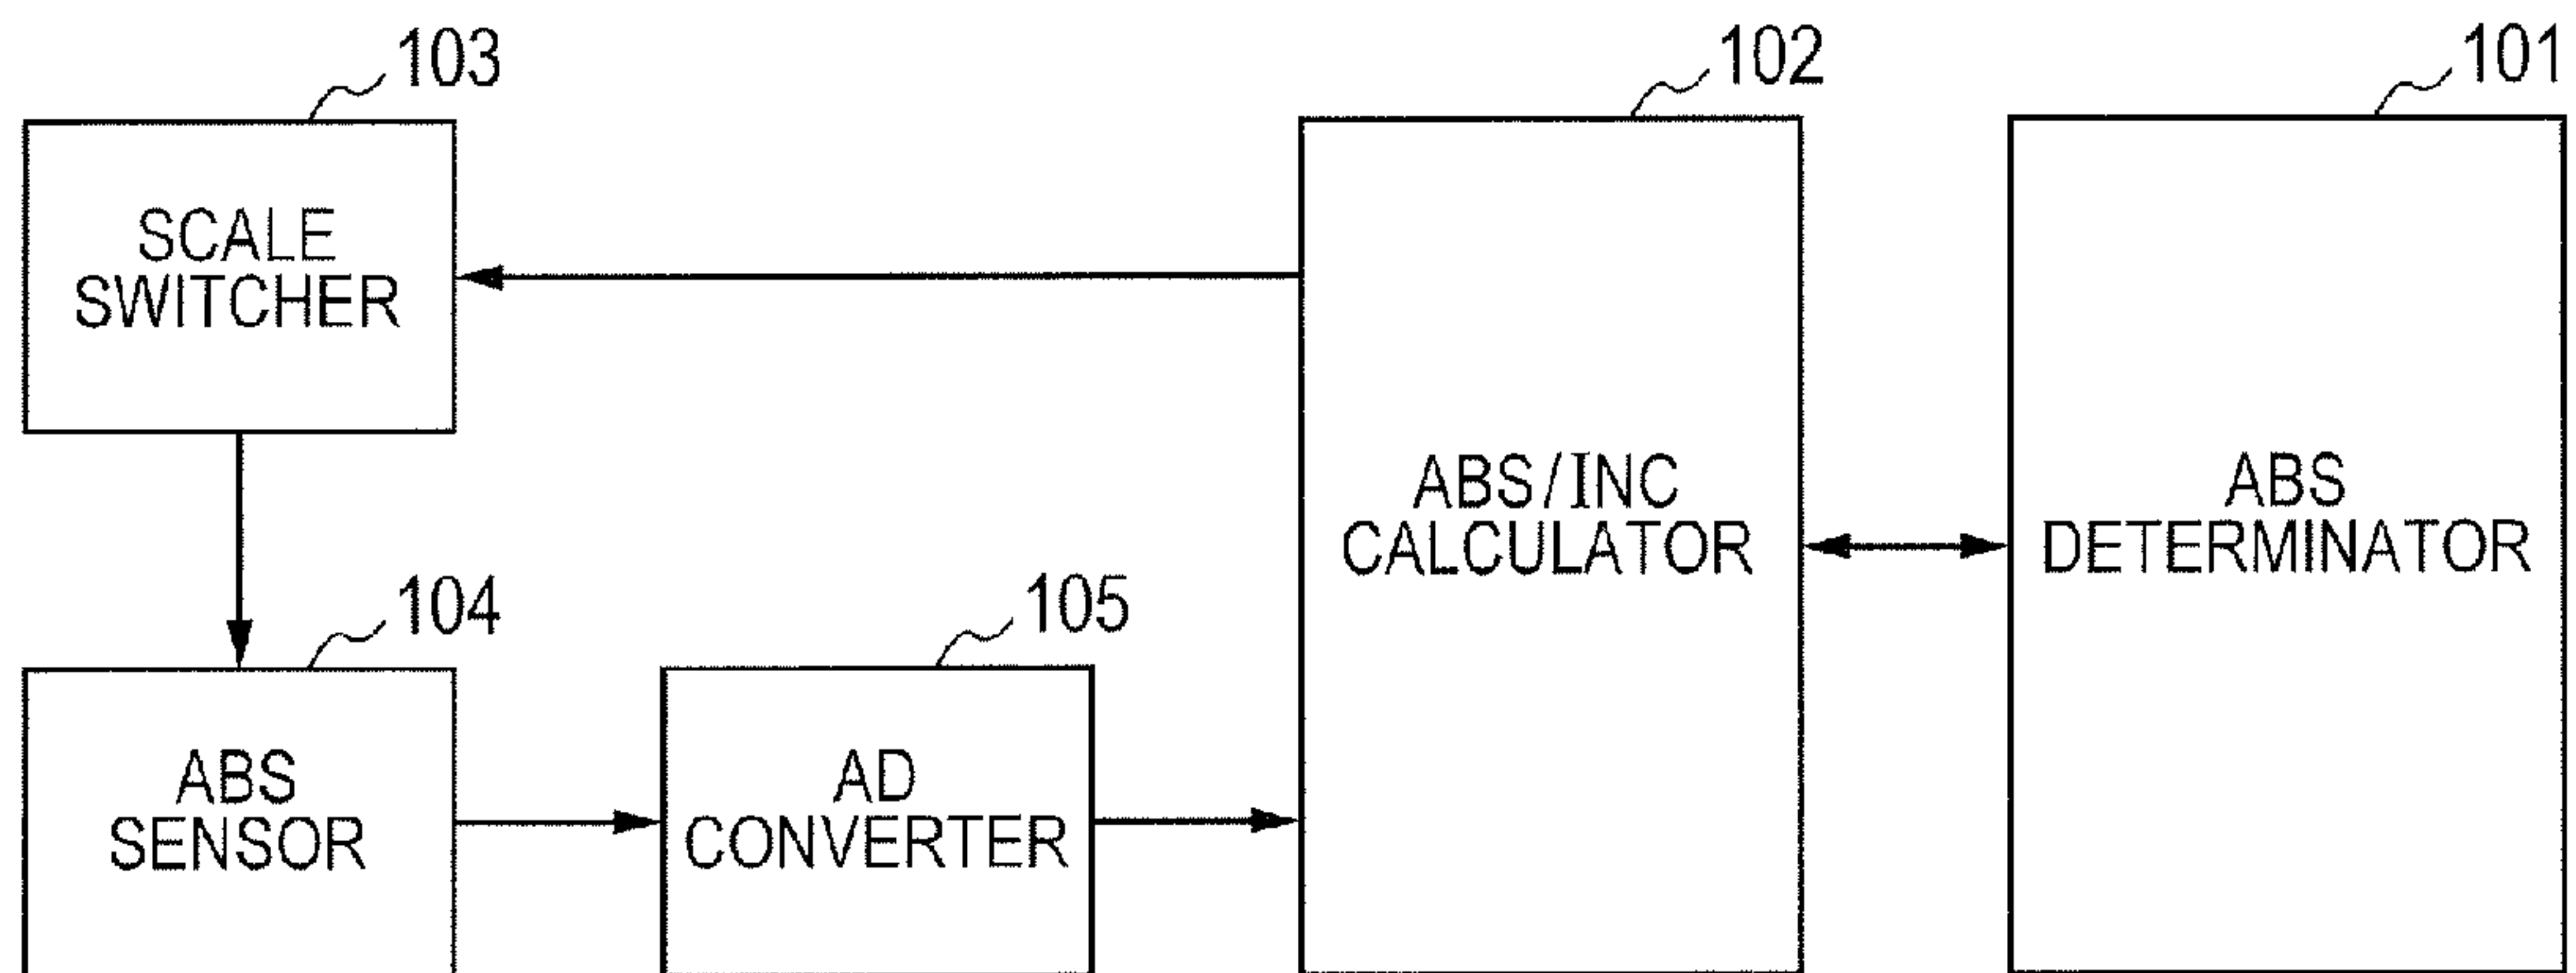 103
102
101
SCALE
SWITCHER
ABS/INC
CALCULATOR
ABS
DETERMINATOR
104
105
ABS
SENSOR
AD
CONVERTER